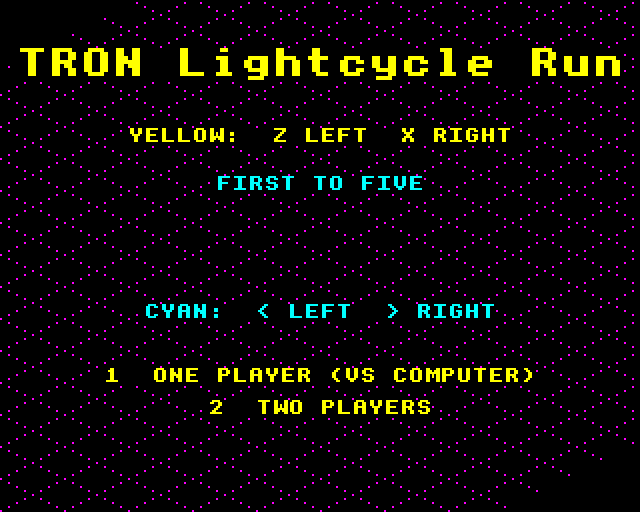 TRON Lightcycle Run
YELLOW: Z LEFT X RIGHT
FIRST TO FIVE
CYAN: < LEFT > RIGHT
1 ONE PLAYER (VS COMPUTER)
2 TWO PLAYERS